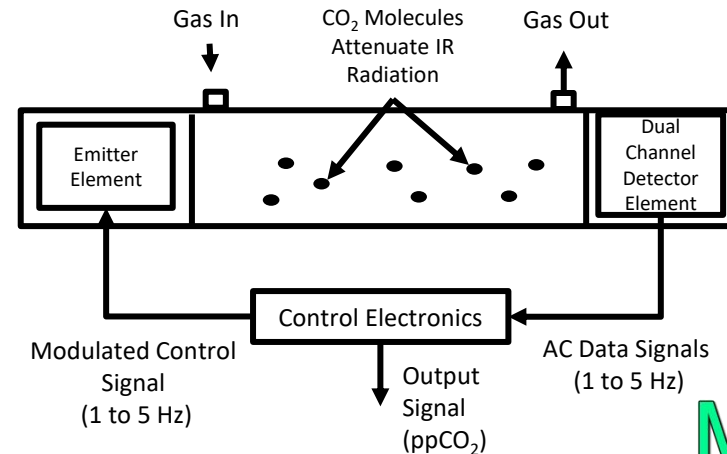 Gas In
CO₂ Molecules
Attenuate IR
Radiation
Gas Out
Emitter
Element
Dual
Channel
Detector
Element
Control Electronics
Modulated Control
Signal
(1 to 5 Hz)
Output
Signal
(ppCO₂)
AC Data Signals
(1 to 5 Hz)